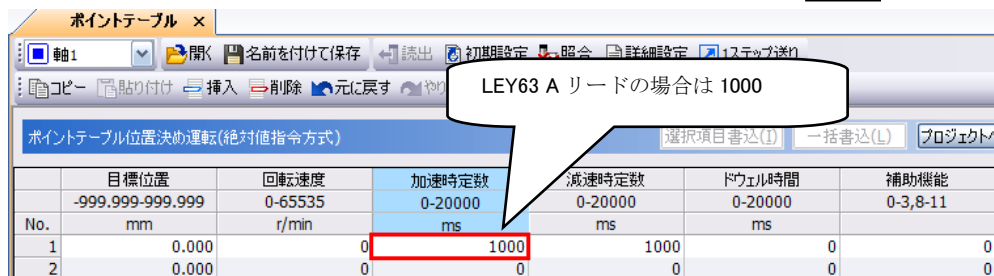 ポイントテーブル ×
軸1 開く 名前を付けて保存 読出 初期設定 照合 詳細設定 1ステップ送り
コピー 貼り付け 挿入 削除 元に戻す
LEY63 A リードの場合は 1000
ポイントテーブル位置決め運転(絶対値指令方式) 選択項目書込(I) 一括書込(L)
目標位置 回転速度 加速時定数 減速時定数 ドウェル時間 補助機能
-999.999-999.999 0-65535 0-20000 0-20000 0-20000 0-3,8-11
No. mm r/min ms ms ms
1 0.000 0 1000 1000 0 0
2 0.000 0 0 0 0 0